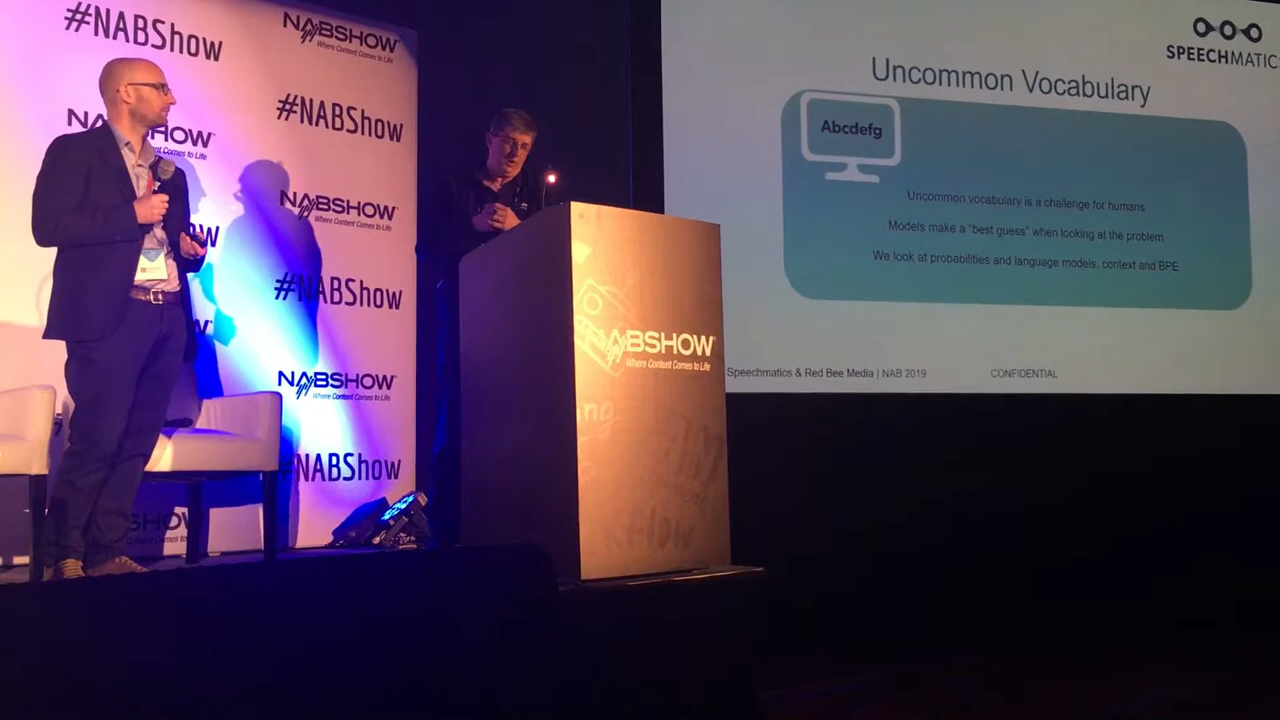 #NABShow
NABSHOW
Where Content Comes to Life
#NABShow
NABSHOW
Where Content Comes to Life
NABSHOW
Where Content Comes to Life
#NABShow
NABSHOW
Where Content Comes to Life
#NABShow
SHOW
NABSHOW
Where Content Comes to Life
SPEECHMATIC
Uncommon Vocabulary
Abcdefg
Uncommon vocabulary is a challenge for humans
Models make a "best guess" when looking at the problem
We look at probabilities and language models, context and BPE
Speechmatics & Red Bee Media | NAB 2019
CONFIDENTIAL